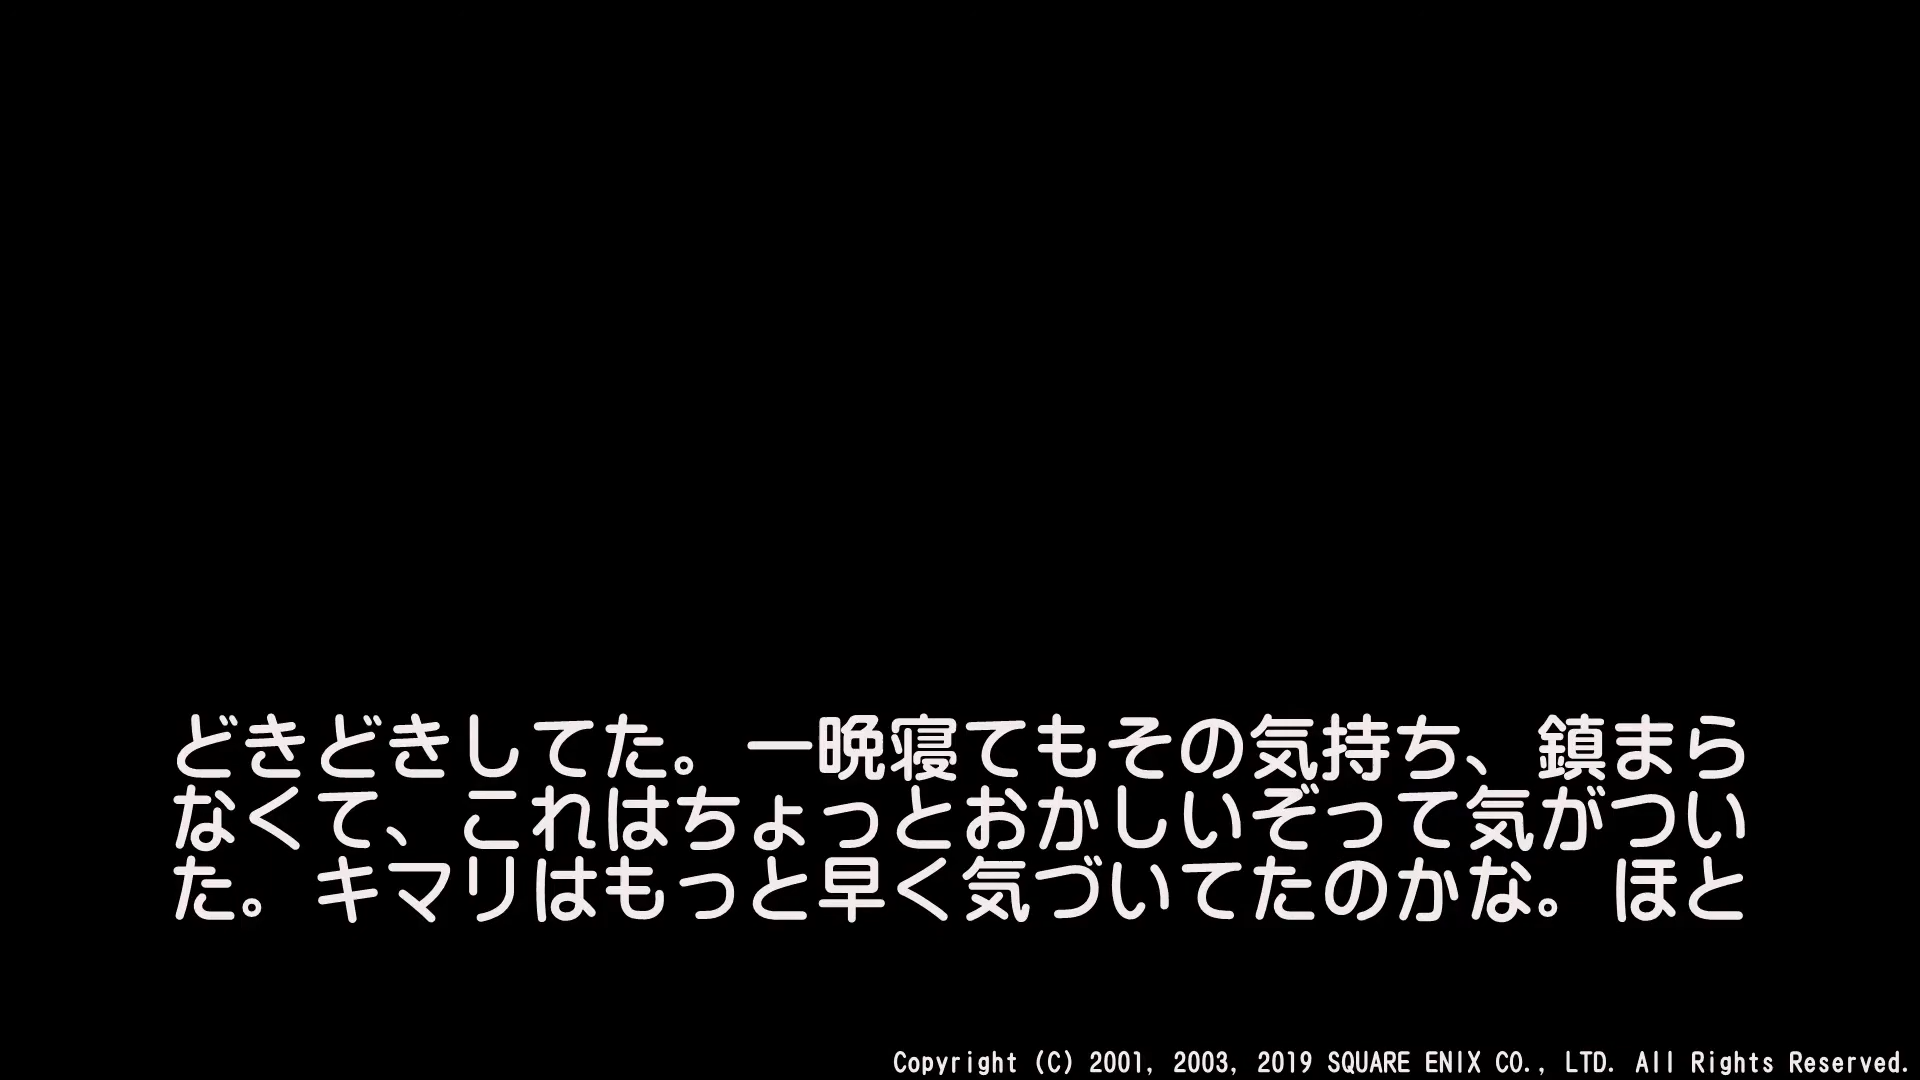 どきどきしてた。一晩寝てもその気持ち、鎮まら
なくて、これはちょっとおかしいぞって気がつい
た。キマリはもっと早く気づいてたのかな。ほと
Copyright (C) 2001, 2003, 2019 SQUARE ENIX CO., LTD. All Rights Reserved.